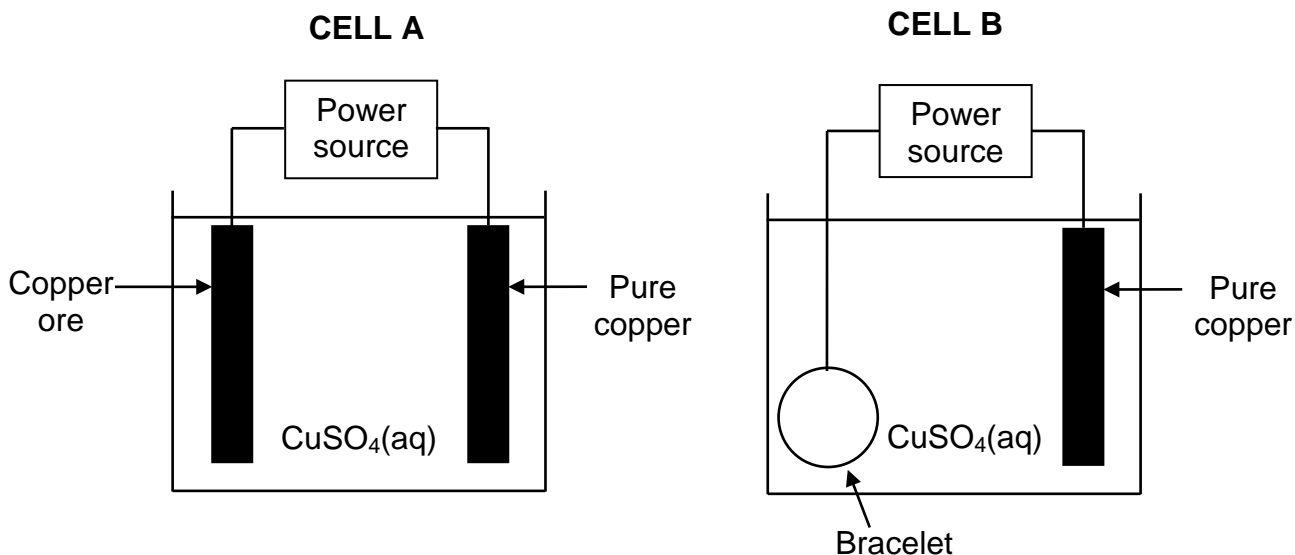 CELL A
Power
source
Copper
ore
Pure
copper
CuSO₄(aq)
CELL B
Power
source
Pure
copper
CuSO₄(aq)
Bracelet